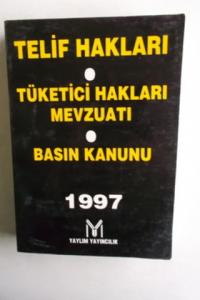 TELİF HAKLARI
TÜKETİCİ HAKLARI
MEVZUATI
BASIN KANUNU
1997
YAYLIM YAYINCILIK